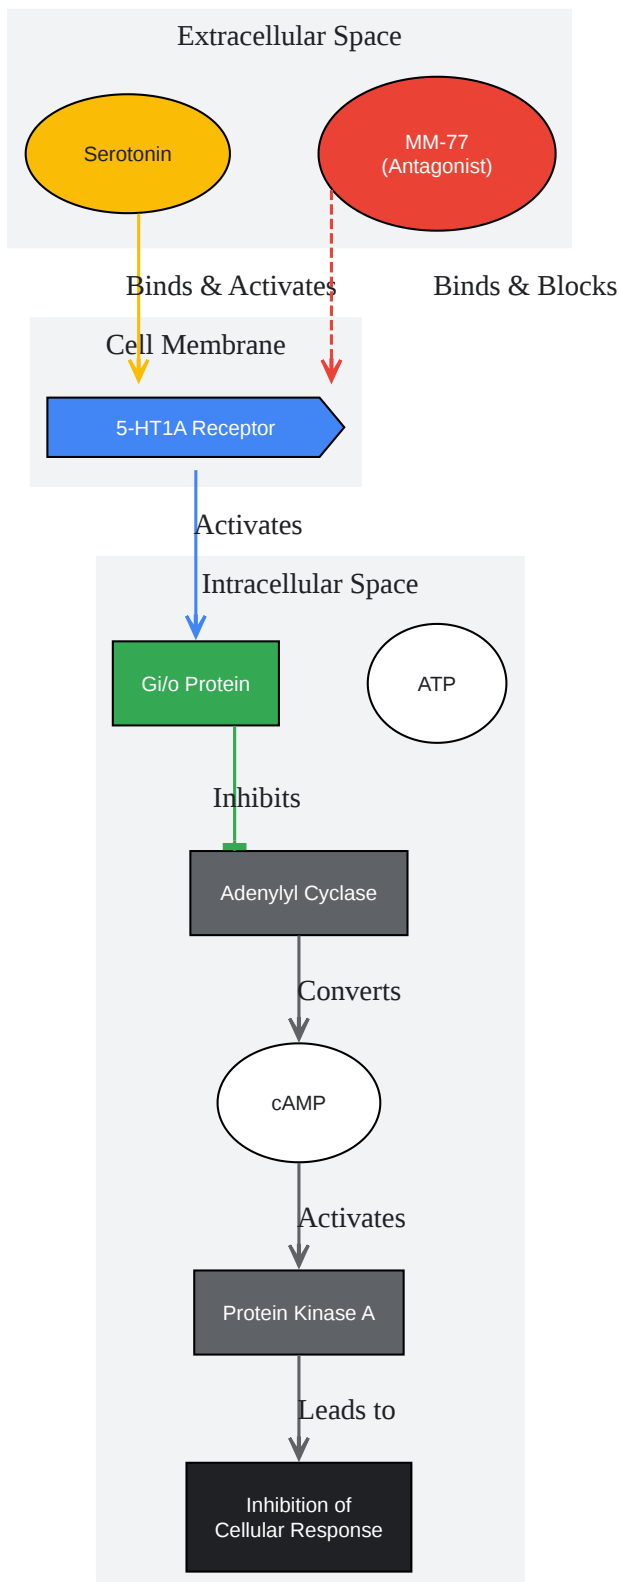 Extracellular Space
Serotonin
MM-77
(Antagonist)
Binds & Activates
Binds & Blocks
Cell Membrane
5-HT1A Receptor
Activates
Intracellular Space
Gi/o Protein
ATP
Inhibits
Adenylyl Cyclase
Converts
cAMP
Activates
Protein Kinase A
Leads to
Inhibition of
Cellular Response